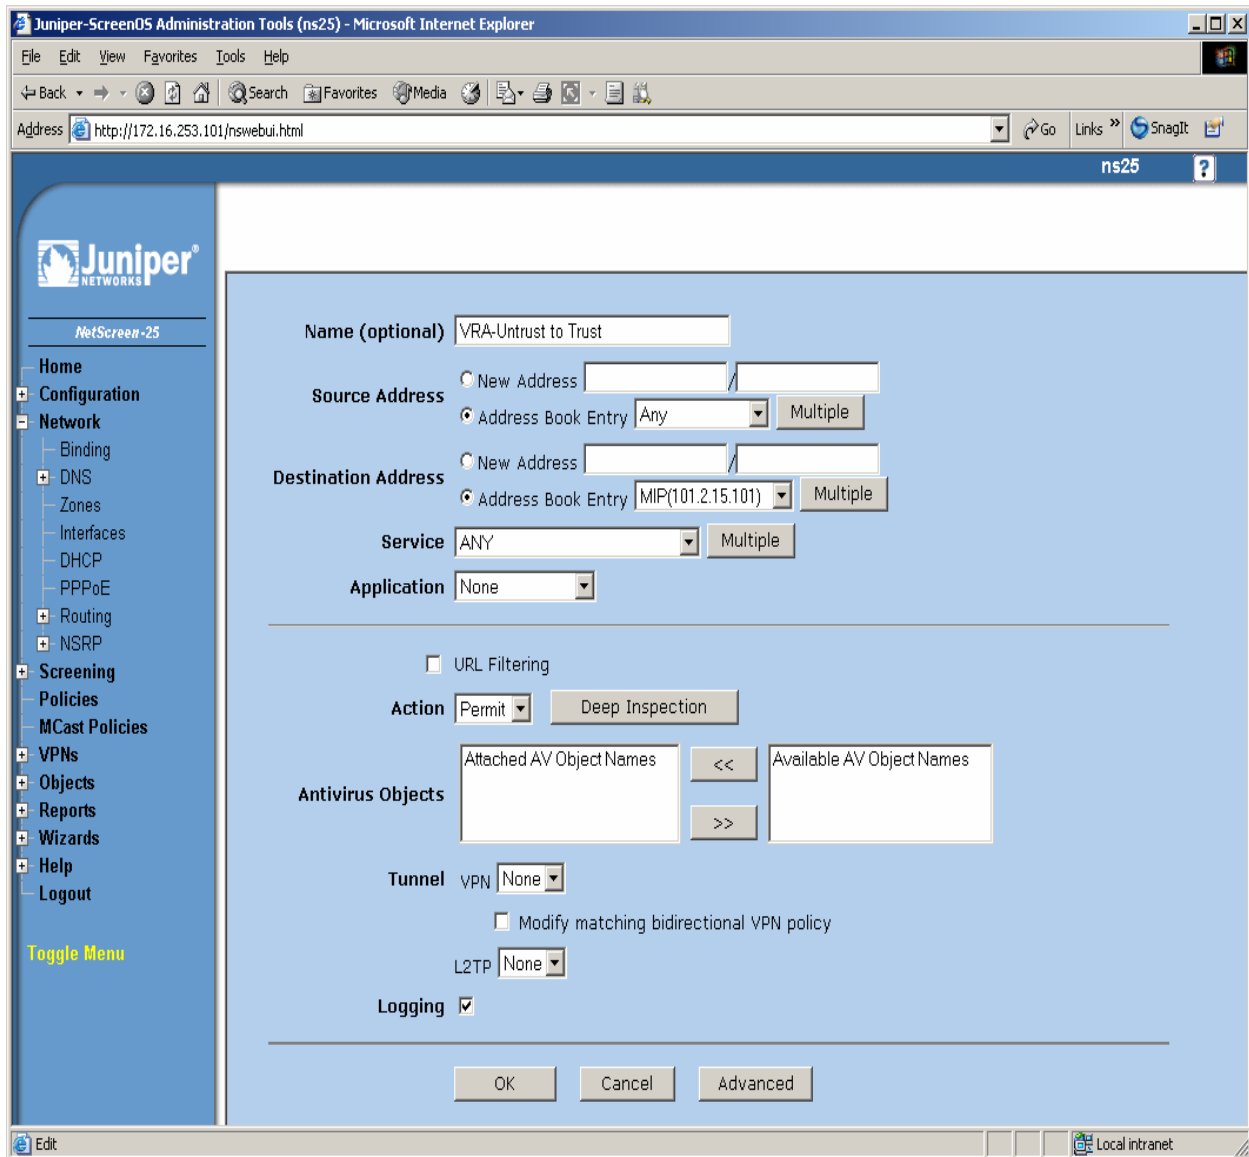 Juniper-ScreenOS Administration Tools (ns25) - Microsoft Internet Explorer
File Edit View Favorites Tools Help
Back Search Favorites Media
Address http://172.16.253.101/nswebui.html Go Links » SnagIt
ns25 ?
Juniper®
NETWORKS
NetScreen-25
Home
Configuration
Network
Binding
DNS
Zones
Interfaces
DHCP
PPPoE
Routing
NSRP
Screening
Policies
MCast Policies
VPNs
Objects
Reports
Wizards
Help
Logout
Toggle Menu
Name (optional) VRA-Untrust to Trust
Source Address
New Address /
Address Book Entry Any Multiple
Destination Address
New Address /
Address Book Entry MIP(101.2.15.101) Multiple
Service ANY Multiple
Application None
URL Filtering
Action Permit Deep Inspection
Antivirus Objects
Attached AV Object Names << Available AV Object Names
>>
Tunnel VPN None
Modify matching bidirectional VPN policy
L2TP None
Logging
OK Cancel Advanced
Edit Local intranet